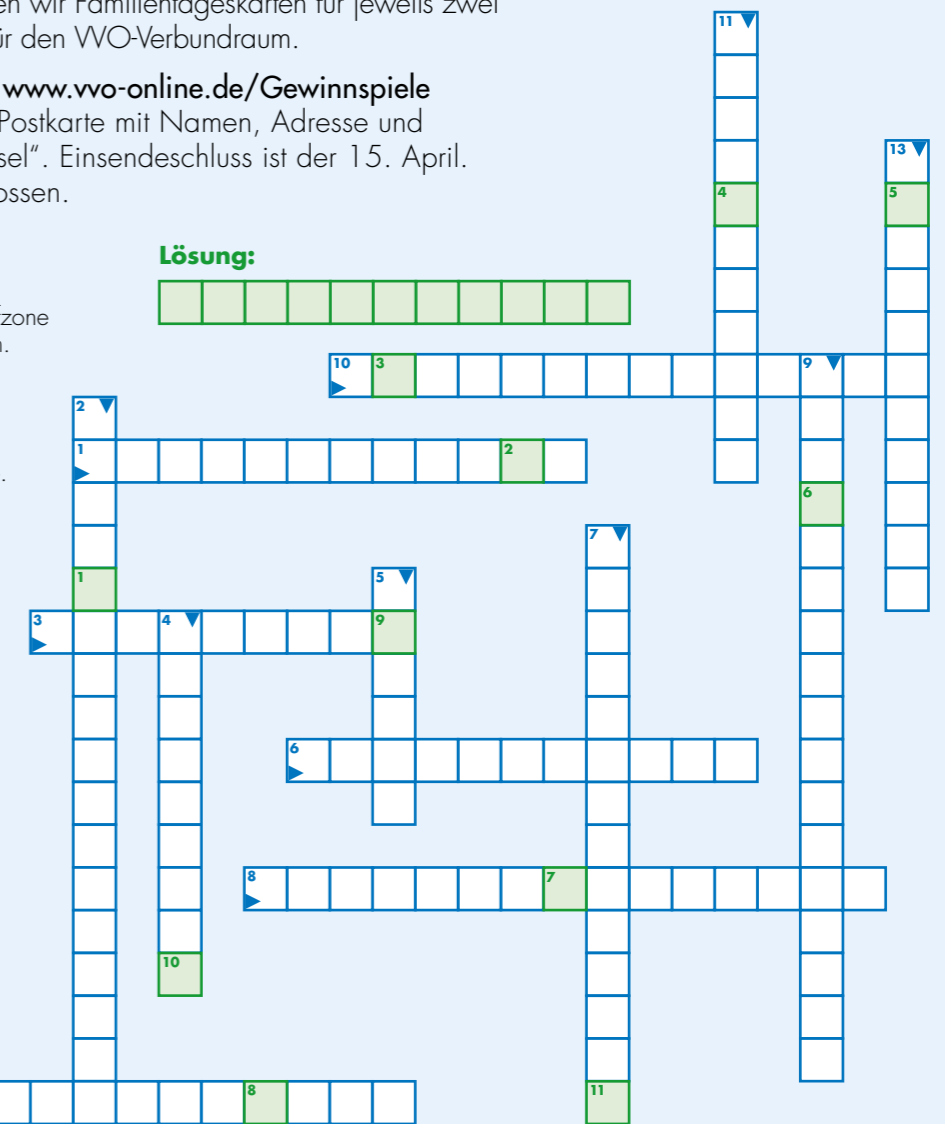 wir Familientageskarten für jeweils zwei
für den VVO-Verbundraum.
www.vvo-online.de/Gewinnspiele
Postkarte mit Namen, Adresse und
sel“. Einsendeschluss ist der 15. April.
ossen.
Lösung:
zone
n.
.
11
13
4
5
10 3 9
2
1 2
6
7
1 5
3 4 9
6
8 7
10
8 11